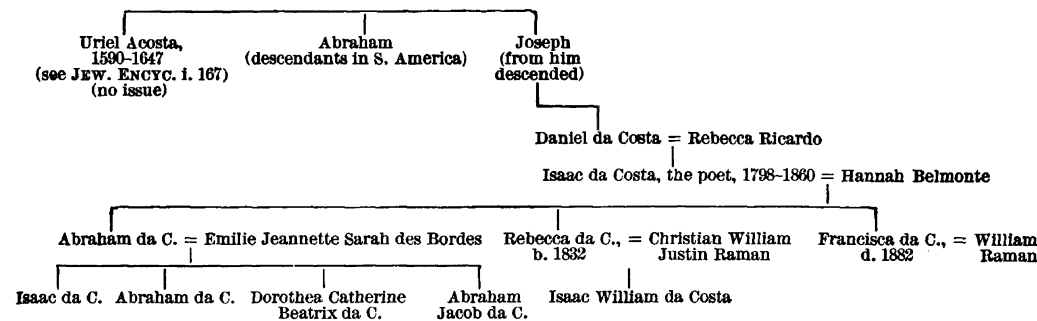 Uriel Acosta,
1590–1647
(see JEW. ENCYC. i. 167)
(no issue)
Abraham
(descendants in S. America)
Joseph
(from him
descended)
Daniel da Costa = Rebecca Ricardo
Isaac da Costa, the poet, 1798–1860 = Hannah Belmonte
Abraham da C. = Emilie Jeannette Sarah des Bordes
Rebecca da C., = Christian William
b. 1832 Justin Raman
Francisca da C., = William
d. 1882 Raman
Isaac da C.
Abraham da C.
Dorothea Catherine
Beatrix da C.
Abraham
Jacob da C.
Isaac William da Costa